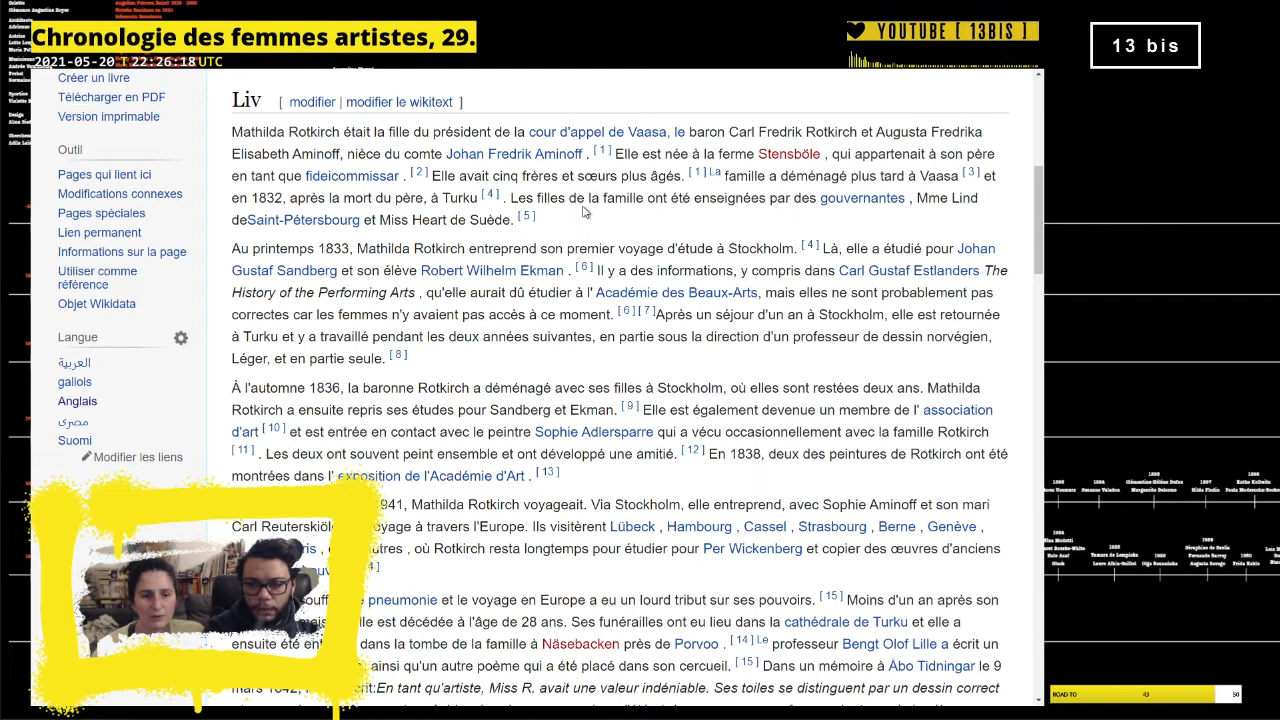 Chronologie des femmes artistes, 29.
2021-05-20 T 22:26:18 UTC
YOUTUBE [ 13BIS ]
13 bis
Créer un livre
Télécharger en PDF
Version imprimable
Outil
Pages qui lient ici
Modifications connexes
Pages spéciales
Lien permanent
Informations sur la page
Utiliser comme
référence
Objet Wikidata
Langue
العربية
gallois
Anglais
مصرى
Suomi
Modifier les liens
Liv [ modifier | modifier le wikitext ]
Mathilda Rotkirch était la fille du président de la cour d'appel de Vaasa, le baron Carl Fredrik Rotkirch et Augusta Fredrika
Elisabeth Aminoff, nièce du comte Johan Fredrik Aminoff . [ 1 ] Elle est née à la ferme Stensböle , qui appartenait à son père
en tant que fideicommissar . [ 2 ] Elle avait cinq frères et sœurs plus âgés. [ 1 ] La famille a déménagé plus tard à Vaasa [ 3 ] et
en 1832, après la mort du père, à Turku [ 4 ] . Les filles de la famille ont été enseignées par des gouvernantes , Mme Lind
deSaint-Pétersbourg et Miss Heart de Suède. [ 5 ]
Au printemps 1833, Mathilda Rotkirch entreprend son premier voyage d'étude à Stockholm. [ 4 ] Là, elle a étudié pour Johan
Gustaf Sandberg et son élève Robert Wilhelm Ekman . [ 6 ] Il y a des informations, y compris dans Carl Gustaf Estlanders The
History of the Performing Arts , qu'elle aurait dû étudier à l' Académie des Beaux-Arts, mais elles ne sont probablement pas
correctes car les femmes n'y avaient pas accès à ce moment. [ 6 ] [ 7 ] Après un séjour d'un an à Stockholm, elle est retournée
à Turku et y a travaillé pendant les deux années suivantes, en partie sous la direction d'un professeur de dessin norvégien,
Léger, et en partie seule. [ 8 ]
À l'automne 1836, la baronne Rotkirch a déménagé avec ses filles à Stockholm, où elles sont restées deux ans. Mathilda
Rotkirch a ensuite repris ses études pour Sandberg et Ekman. [ 9 ] Elle est également devenue un membre de l' association
d'art [ 10 ] et est entrée en contact avec le peintre Sophie Adlersparre qui a vécu occasionnellement avec la famille Rotkirch
[ 11 ] . Les deux ont souvent peint ensemble et ont développé une amitié. [ 12 ] En 1838, deux des peintures de Rotkirch ont été
montrées dans l' exposition de l'Académie d'Art . [ 13 ]
941, Mathilda Rotkirch voyageait. Via Stockholm, elle entreprend, avec Sophie Aminoff et son mari
Carl Reuterskiöl yage à travers l'Europe. Ils visitèrent Lübeck , Hambourg , Cassel , Strasbourg , Berne , Genève ,
ris , utres , où Rotkirch resta longtemps pour étudier pour Per Wickenberg et copier des œuvres d'anciens
ouv 4 ]
ouff pneumonie et le voyage en Europe a eu un lourd tribut sur ses pouvoirs. [ 15 ] Moins d'un an après son
mei lle est décédée à l'âge de 28 ans. Ses funérailles ont eu lieu dans la cathédrale de Turku et elle a
ensuite été en dans la tombe de la famille à Näsebacken près de Porvoo . [ 14 ] Le professeur Bengt Olof Lille a écrit un
ainsi qu'un autre poème qui a été placé dans son cercueil. [ 15 ] Dans un mémoire à Åbo Tidningar le 9
mars 1842, it:En tant qu'artiste, Miss R. avait une valeur indéniable. Ses toiles se distinguent par un dessin correct
ROAD TO 43 50